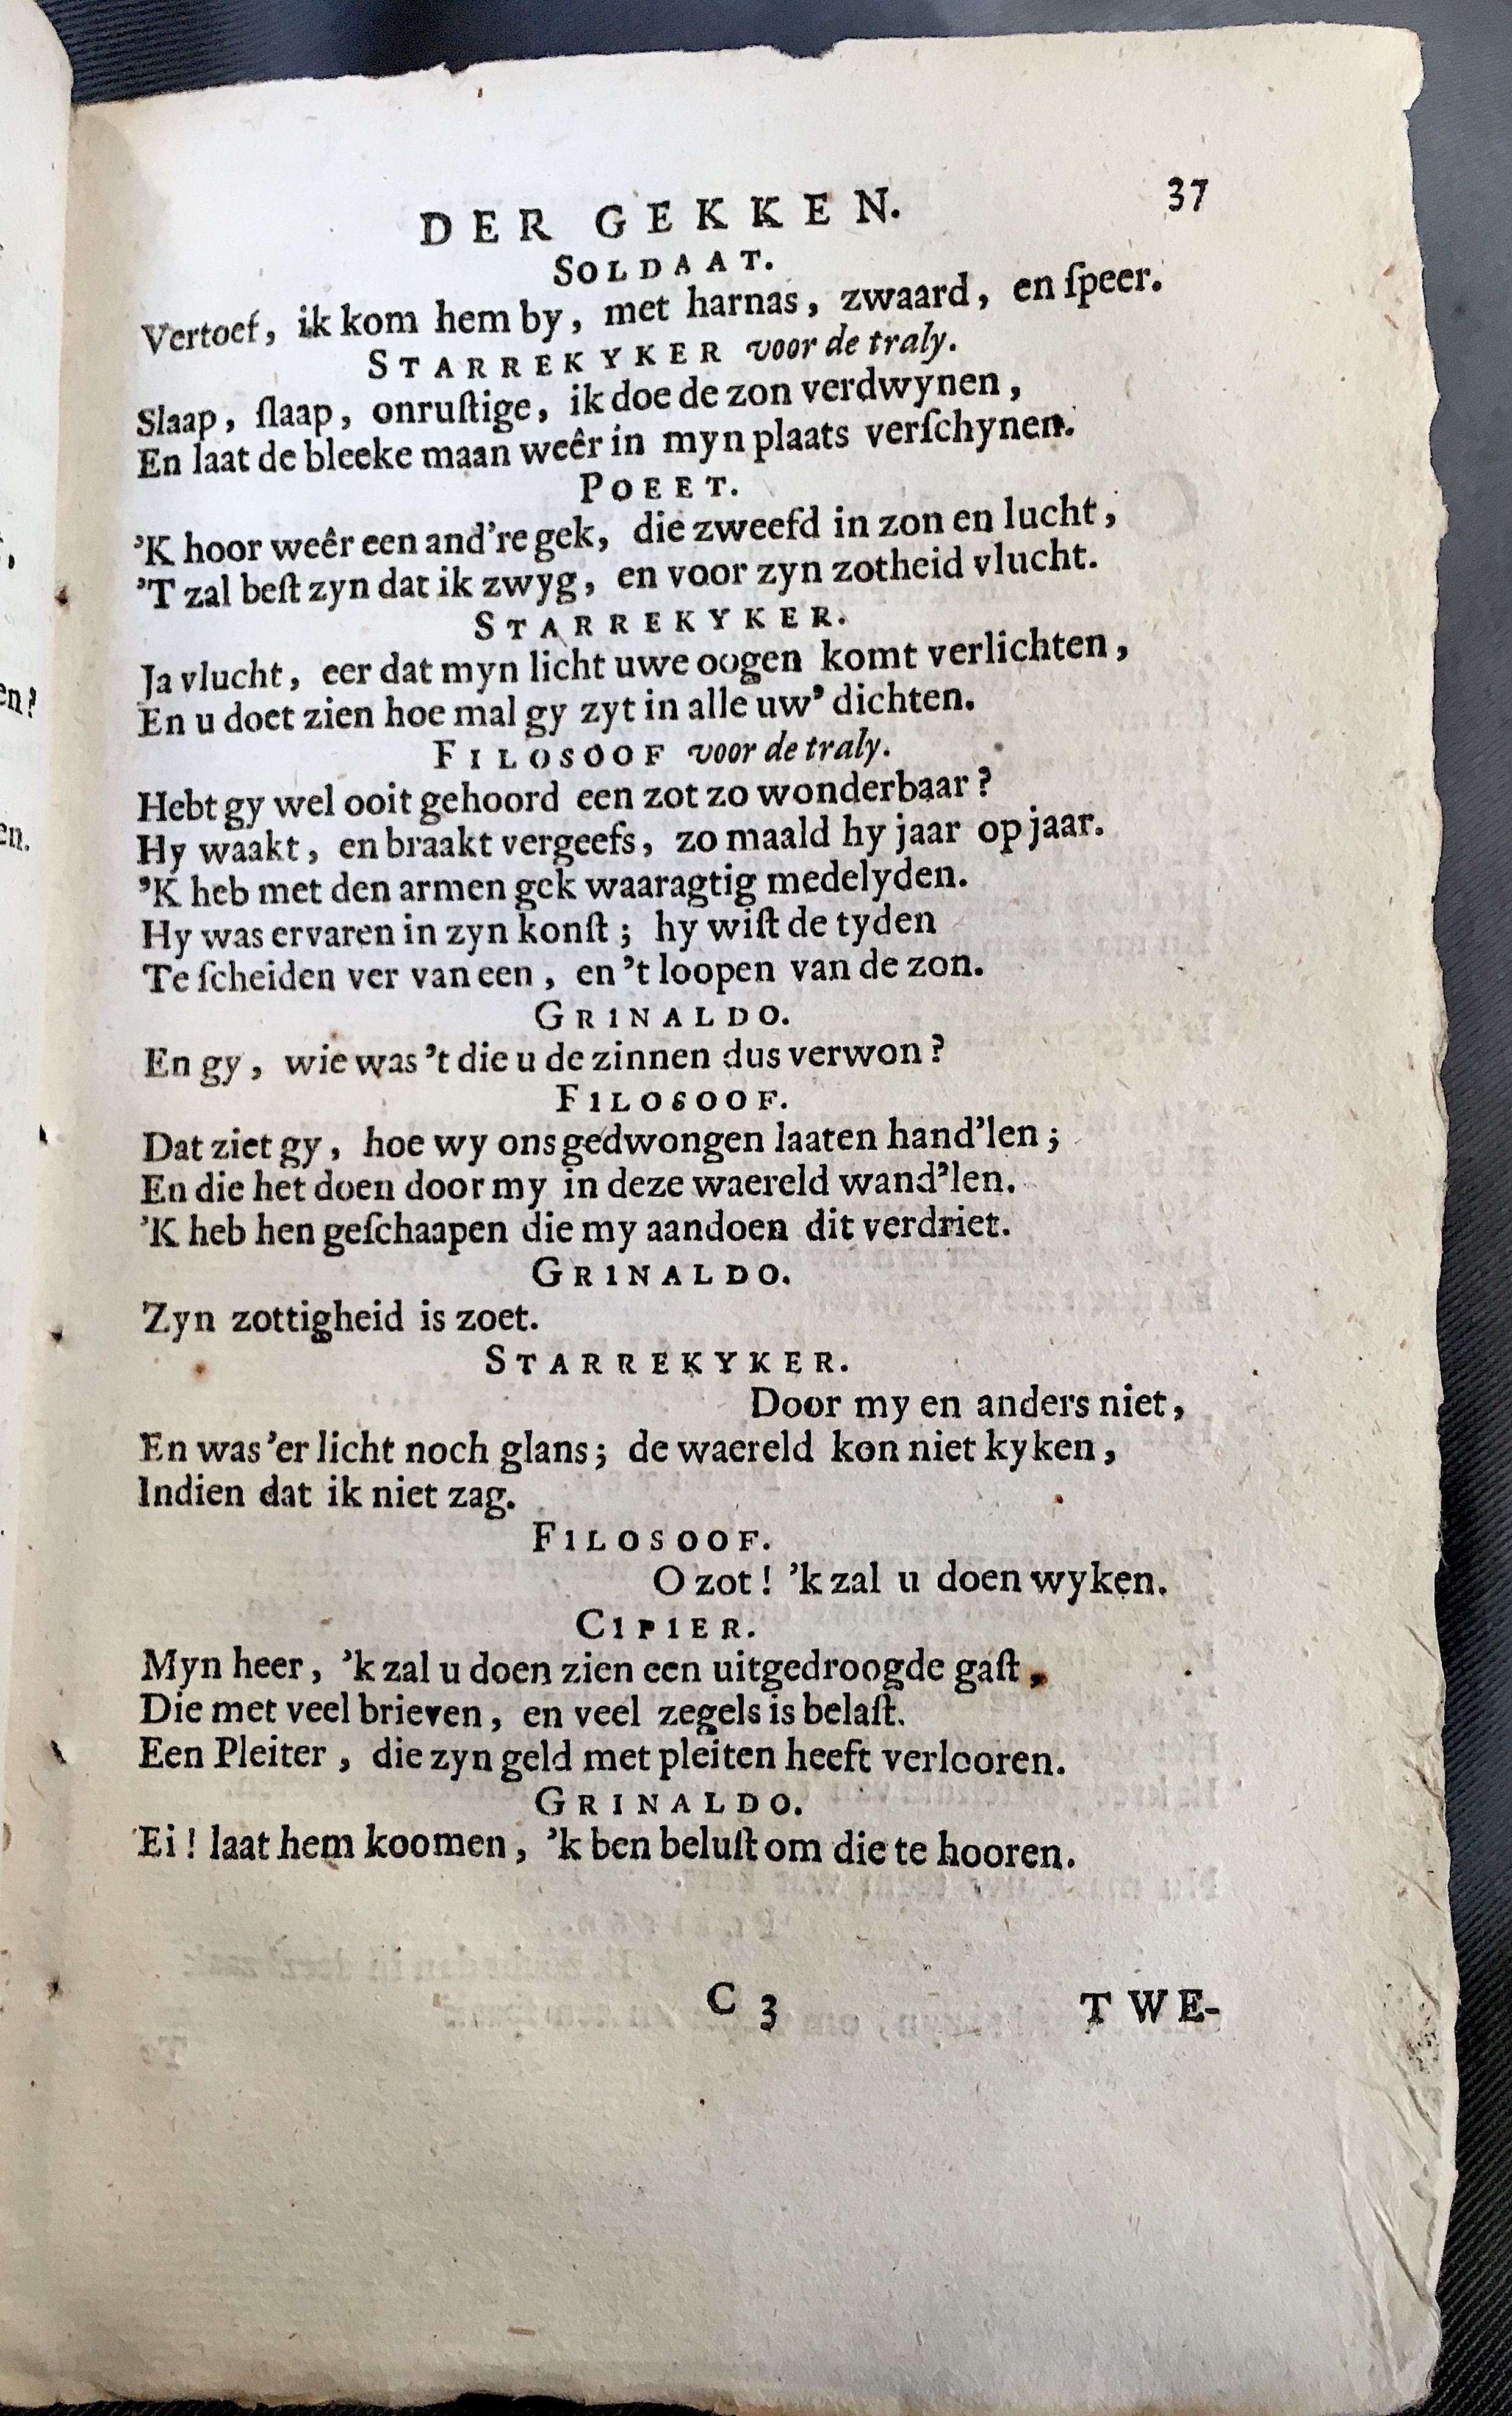 DER GEKKEN. 37
SOLDAAT.
Vertoef, ik kom hem by, met harnas, zwaard, en ſpeer.
STARREKYKER voor de traly.
Slaap, ſlaap, onruſtige, ik doe de zon verdwynen,
En laat de bleeke maan weêr in myn plaats verſchynen.
POEET.
'K hoor weêr een and're gek, die zweefd in zon en lucht,
'T zal beſt zyn dat ik zwyg, en voor zyn zotheid vlucht.
STARREKYKER.
Ja vlucht, eer dat myn licht uwe oogen komt verlichten,
En u doet zien hoe mal gy zyt in alle uw' dichten.
FILOSOOF voor de traly.
Hebt gy wel ooit gehoord een zot zo wonderbaar?
Hy waakt, en braakt vergeefs, zo maald hy jaar op jaar.
'K heb met den armen gek waaragtig medelyden.
Hy was ervaren in zyn konſt; hy wiſt de tyden
Te ſcheiden ver van een, en 't loopen van de zon.
GRINALDO.
En gy, wie was 't die u de zinnen dus verwon?
FILOSOOF.
Dat ziet gy, hoe wy ons gedwongen laaten hand'len;
En die het doen door my in deze waereld wand'len.
'K heb hen geſchaapen die my aandoen dit verdriet.
GRINALDO.
Zyn zottigheid is zoet.
STARREKYKER.
Door my en anders niet,
En was 'er licht noch glans; de waereld kon niet kyken,
Indien dat ik niet zag.
FILOSOOF.
O zot! 'k zal u doen wyken.
CIPIER.
Myn heer, 'k zal u doen zien een uitgedroogde gaſt,
Die met veel brieven, en veel zegels is belaſt.
Een Pleiter, die zyn geld met pleiten heeft verlooren.
GRINALDO.
Ei! laat hem koomen, 'k ben beluſt om die te hooren.
C 3 TWE-